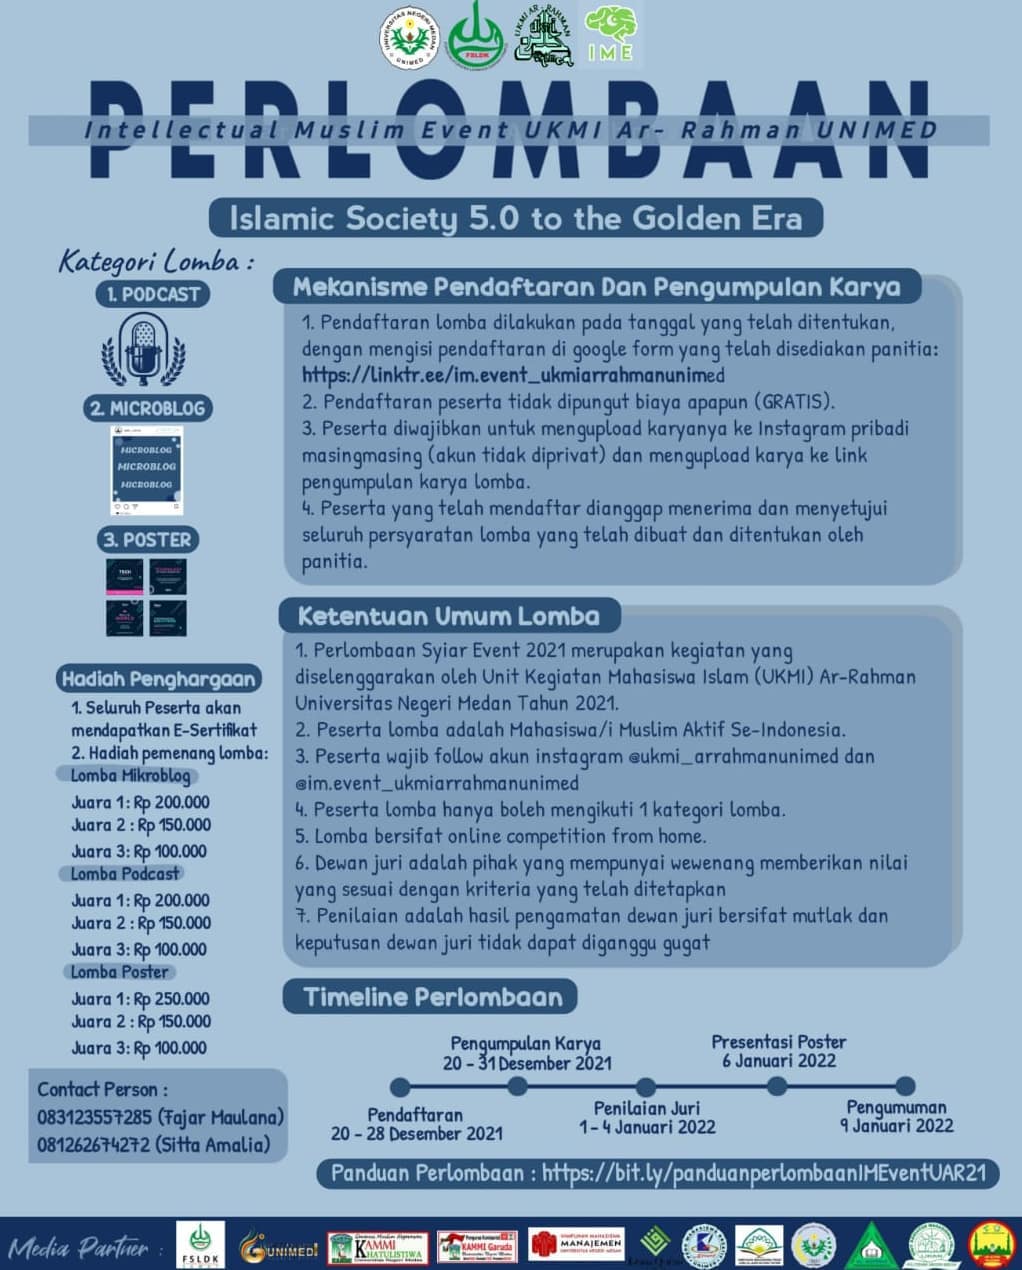 UNIVERSITAS NEGERI MEDAN
UNIMED
FSLDK
UKMI AR-RAHMAN
IME
PERLOMBAAN
Intellectual Muslim Event UKMI Ar- Rahman UNIMED
Islamic Society 5.0 to the Golden Era
Kategori Lomba :
1. PODCAST
2. MICROBLOG
MICROBLOG
MICROBLOG
MICROBLOG
3. POSTER
TECH
Hadiah Penghargaan
1. Seluruh Peserta akan
mendapatkan E-Sertifikat
2. Hadiah pemenang lomba:
Lomba Mikroblog
Juara 1: Rp 200.000
Juara 2 : Rp 150.000
Juara 3: Rp 100.000
Lomba Podcast
Juara 1: Rp 200.000
Juara 2 : Rp 150.000
Juara 3: Rp 100.000
Lomba Poster
Juara 1: Rp 250.000
Juara 2 : Rp 150.000
Juara 3: Rp 100.000
Contact Person :
083123557285 (Fajar Maulana)
081262674272 (Sitta Amalia)
Mekanisme Pendaftaran Dan Pengumpulan Karya
1. Pendaftaran lomba dilakukan pada tanggal yang telah ditentukan,
dengan mengisi pendaftaran di google form yang telah disediakan panitia:
https://linktr.ee/im.event_ukmiarrahmanunimed
2. Pendaftaran peserta tidak dipungut biaya apapun (GRATIS).
3. Peserta diwajibkan untuk mengupload karyanya ke Instagram pribadi
masingmasing (akun tidak diprivat) dan mengupload karya ke link
pengumpulan karya lomba.
4. Peserta yang telah mendaftar dianggap menerima dan menyetujui
seluruh persyaratan lomba yang telah dibuat dan ditentukan oleh
panitia.
Ketentuan Umum Lomba
1. Perlombaan Syiar Event 2021 merupakan kegiatan yang
diselenggarakan oleh Unit Kegiatan Mahasiswa Islam (UKMI) Ar-Rahman
Universitas Negeri Medan Tahun 2021.
2. Peserta lomba adalah Mahasiswa/i Muslim Aktif Se-Indonesia.
3. Peserta wajib follow akun instagram @ukmi_arrahmanunimed dan
@im.event_ukmiarrahmanunimed
4. Peserta lomba hanya boleh mengikuti 1 kategori lomba.
5. Lomba bersifat online competition from home.
6. Dewan juri adalah pihak yang mempunyai wewenang memberikan nilai
yang sesuai dengan kriteria yang telah ditetapkan
7. Penilaian adalah hasil pengamatan dewan juri bersifat mutlak dan
keputusan dewan juri tidak dapat diganggu gugat
Timeline Perlombaan
Pengumpulan Karya
20 - 31 Desember 2021
Presentasi Poster
6 Januari 2022
Pendaftaran
20 - 28 Desember 2021
Penilaian Juri
1- 4 Januari 2022
Pengumuman
9 Januari 2022
Panduan Perlombaan : https://bit.ly/panduanperlombaanIMEventUAR21
Media Partner :
FSLDK
UNIMED
KAMMI
KHATULISTIWA
KAMMI Garuda
MANAJEMEN